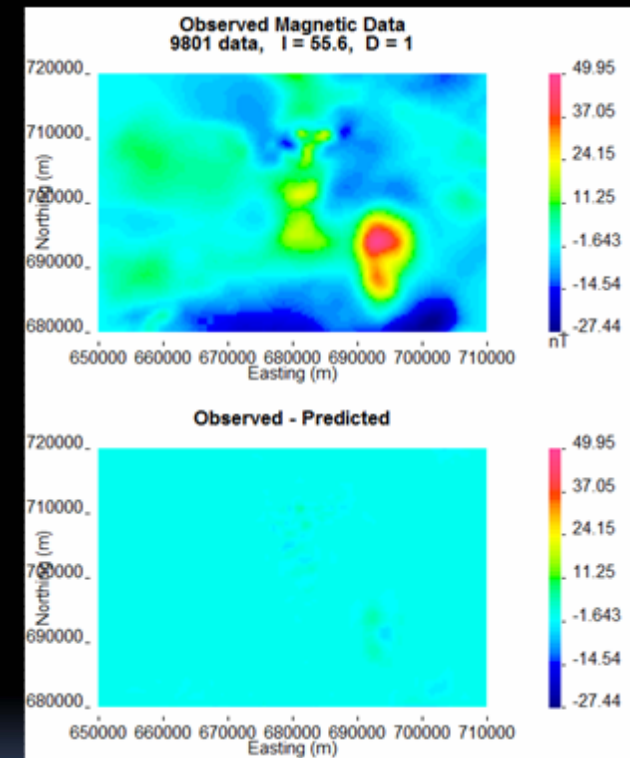 Observed Magnetic Data
9801 data, I = 55.6, D = 1
720000
710000
700000
690000
680000
Northing (m)
650000 660000 670000 680000 690000 700000 710000
Easting (m)
49.95
37.05
24.15
11.25
-1.643
-14.54
-27.44
nT
Observed - Predicted
720000
710000
700000
690000
680000
Northing (m)
650000 660000 670000 680000 690000 700000 710000
Easting (m)
49.95
37.05
24.15
11.25
-1.643
-14.54
-27.44